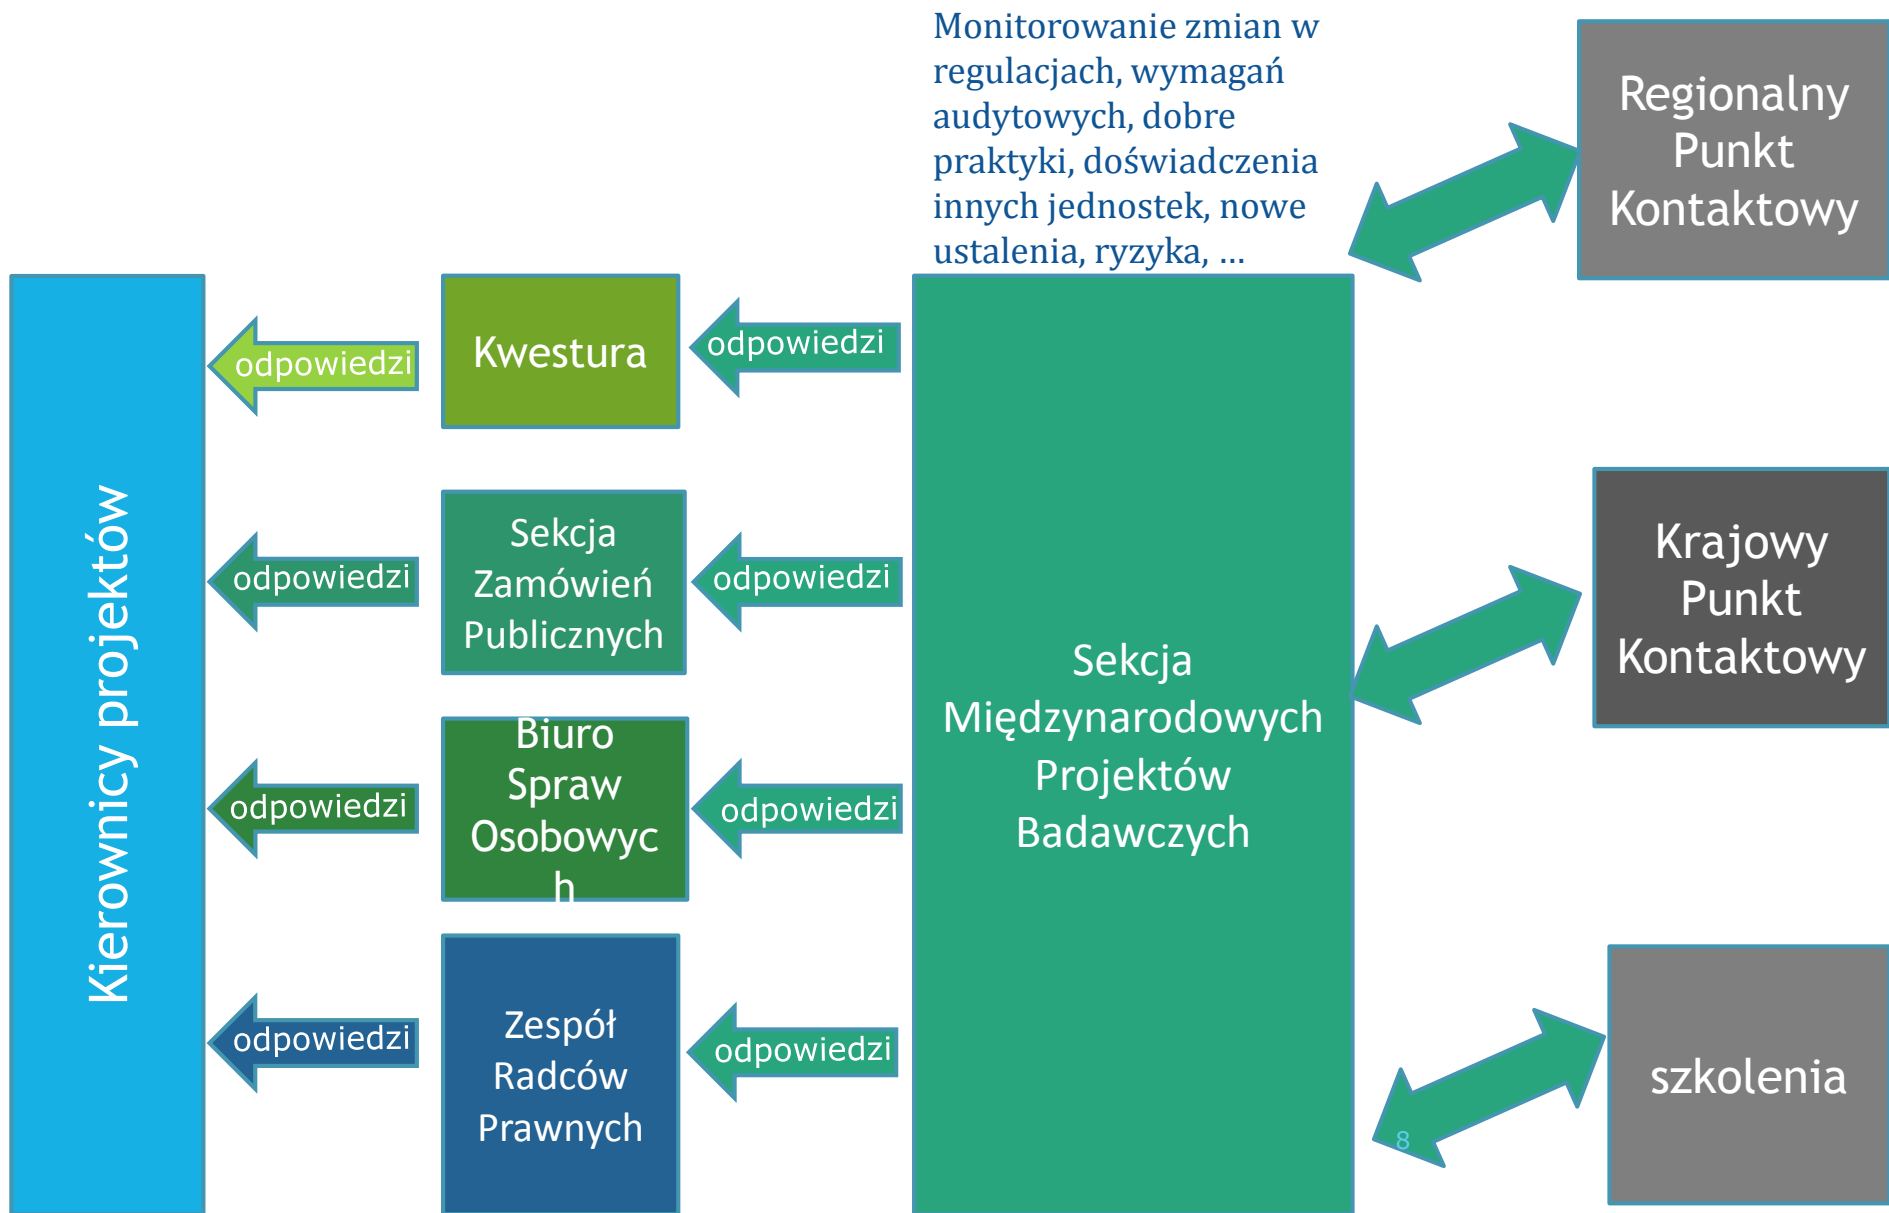 Monitorowanie zmian w
regulacjach, wymagań
audytowych, dobre
praktyki, doświadczenia
innych jednostek, nowe
ustalenia, ryzyka, ...
Regionalny
Punkt
Kontaktowy
Kierownicy projektów
odpowiedzi
Kwestura
odpowiedzi
odpowiedzi
Sekcja
Zamówień
Publicznych
odpowiedzi
odpowiedzi
Biuro
Spraw
Osobowyc
h
odpowiedzi
odpowiedzi
Zespół
Radców
Prawnych
odpowiedzi
Sekcja
Międzynarodowych
Projektów
Badawczych
Krajowy
Punkt
Kontaktowy
szkolenia
8